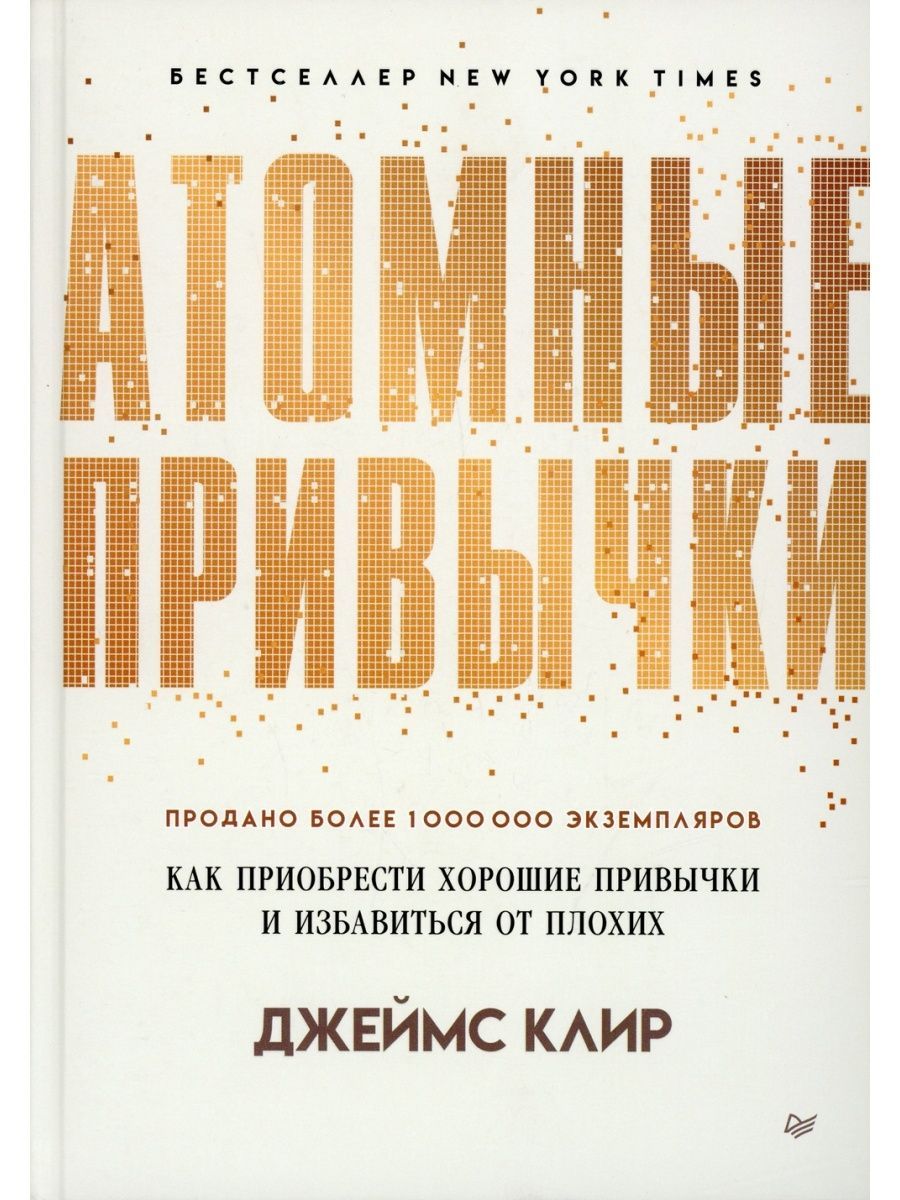 БЕСТСЕЛЛЕР NEW YORK TIMES
АТОМНЫЕ
ПРИВЫЧКИ
ПРОДАНО БОЛЕЕ 1 000 000 ЭКЗЕМПЛЯРОВ
КАК ПРИОБРЕСТИ ХОРОШИЕ ПРИВЫЧКИ
И ИЗБАВИТЬСЯ ОТ ПЛОХИХ
ДЖЕЙМС КЛИР